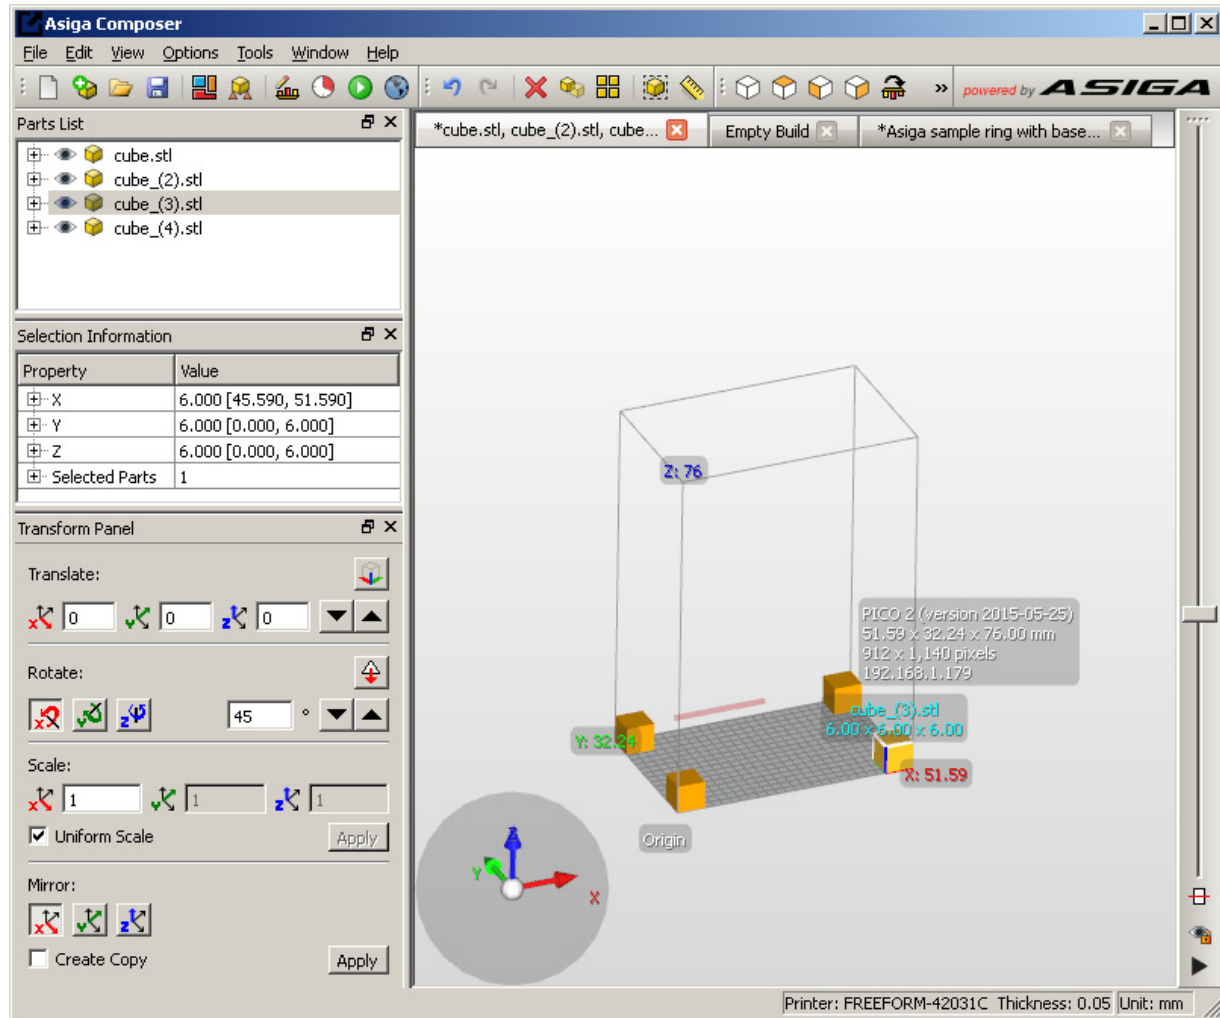 Asiga Composer
File Edit View Options Tools Window Help
powered by ASIGA
Parts List
cube.stl
cube_(2).stl
cube_(3).stl
cube_(4).stl
Selection Information
Property Value
X 6.000 [45.590, 51.590]
Y 6.000 [0.000, 6.000]
Z 6.000 [0.000, 6.000]
Selected Parts 1
Transform Panel
Translate:
X 0 Y 0 Z 0
Rotate:
X Y Z 45 °
Scale:
X 1 Y 1 Z 1
Uniform Scale Apply
Mirror:
X Y Z
Create Copy Apply
*cube.stl, cube_(2).stl, cube... Empty Build *Asiga sample ring with base...
Z: 76
PICO 2 (version 2015-05-25)
51.59 x 32.24 x 76.00 mm
912 x 1,140 pixels
192.168.1.179
cube_(3).stl
6.00 x 6.00 x 6.00
Y: 32.24
X: 51.59
Origin
Z
Y
X
Printer: FREEFORM-42031C Thickness: 0.05 Unit: mm